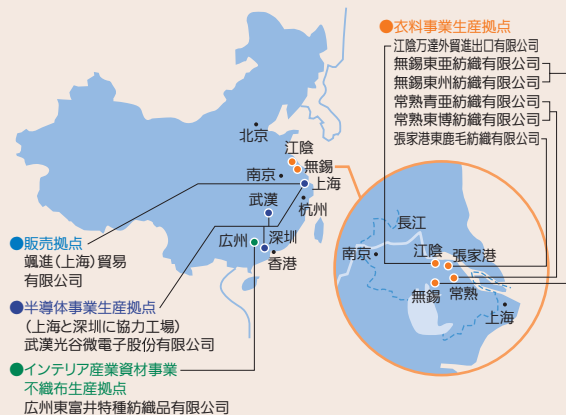 ●衣料事業生産拠点
江陰万達外貿進出口有限公司
無錫東亜紡織有限公司
無錫東州紡織有限公司
常熟青亜紡織有限公司
常熟東博紡織有限公司
張家港東鹿毛紡織有限公司
北京
江陰
無錫
南京
上海
杭州
武漢
広州
深圳
香港
●販売拠点
颯進(上海)貿易
有限公司
●半導体事業生産拠点
(上海と深圳に協力工場)
武漢光谷微電子股份有限公司
●インテリア産業資材事業
不織布生産拠点
広州東富井特種紡織品有限公司
長江
南京
江陰
張家港
無錫
常熟
上海